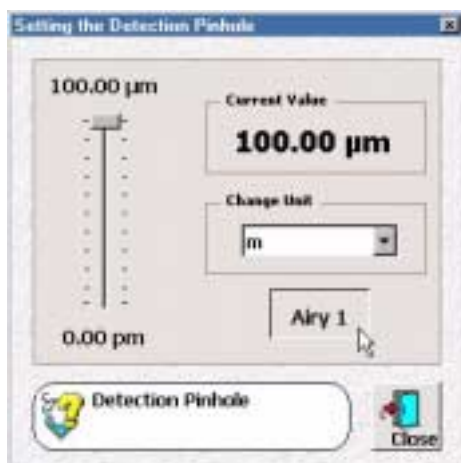 Setting the Detection Pinhole
100.00 µm
Current Value
100.00 µm
Change Unit
m
Airy 1
0.00 pm
Detection Pinhole
Close